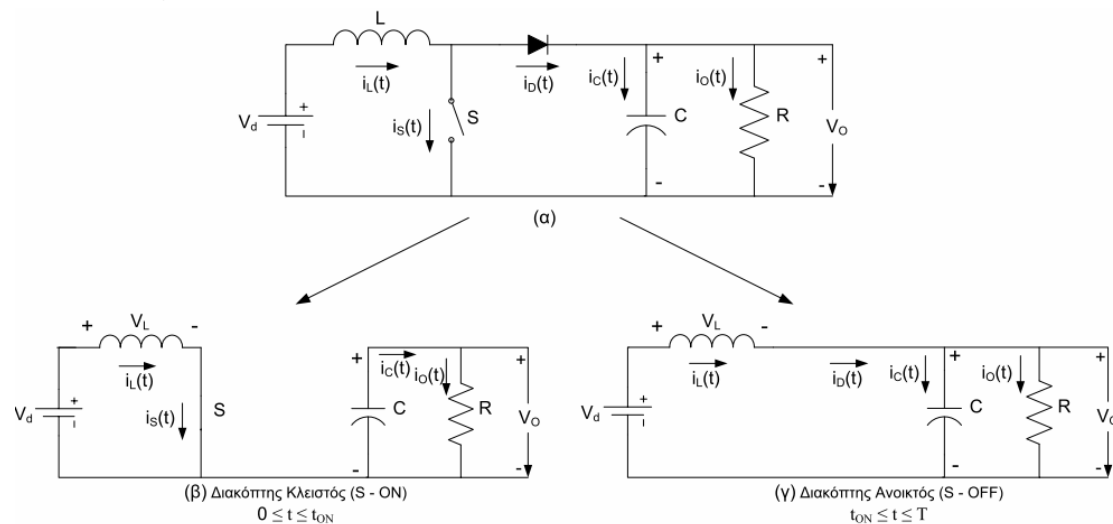 L
i_L(t)
i_D(t)
i_C(t)
i_O(t)
+
+
V_d
+
i_S(t)
S
C
R
V_O
-
-
(α)
+ V_L -
i_L(t)
V_d
+
i_S(t)
S
+
i_C(t)
i_O(t)
+
C
R
V_O
-
-
(β) Διακόπτης Κλειστός (S - ON)
0 ≤ t ≤ t_ON
+ V_L -
i_L(t)
i_D(t)
i_C(t)
i_O(t)
+
+
V_d
+
C
R
V_O
-
-
(γ) Διακόπτης Ανοικτός (S - OFF)
t_ON ≤ t ≤ T